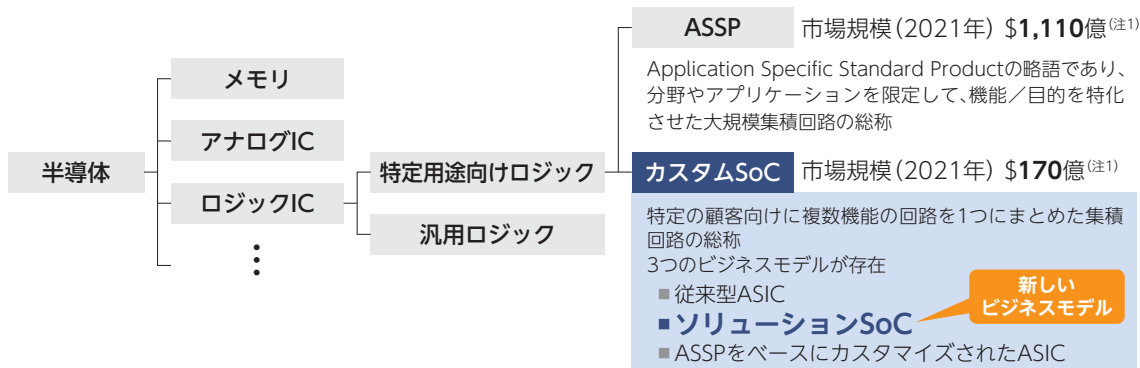 半導体
メモリ
アナログIC
ロジックIC
⋮
特定用途向けロジック
汎用ロジック
ASSP 市場規模(2021年) $1,110億(注1)
Application Specific Standard Productの略語であり、
分野やアプリケーションを限定して、機能／目的を特化
させた大規模集積回路の総称
カスタムSoC 市場規模(2021年) $170億(注1)
特定の顧客向けに複数機能の回路を1つにまとめた集積
回路の総称
3つのビジネスモデルが存在
■従来型ASIC
■ソリューションSoC
新しい
ビジネスモデル
■ASSPをベースにカスタマイズされたASIC